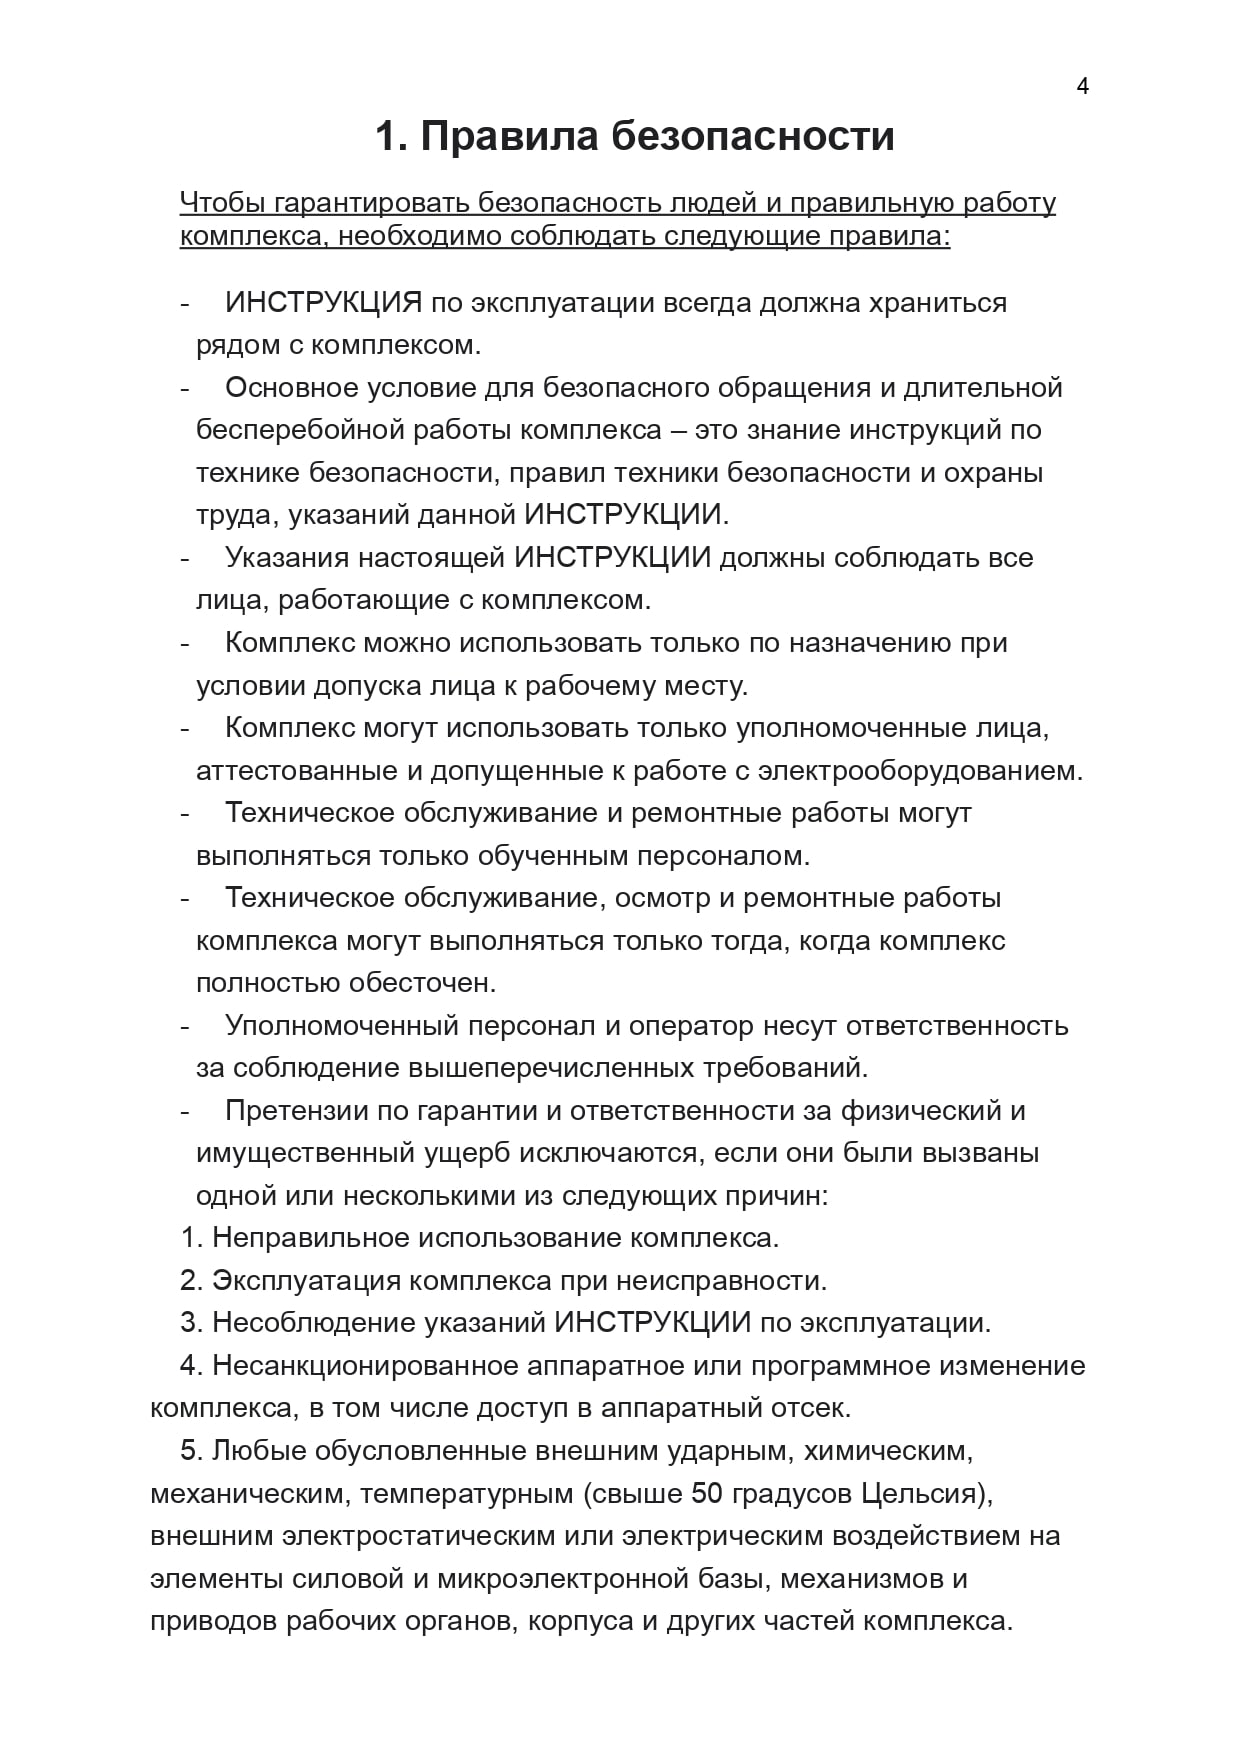 4
1. Правила безопасности
Чтобы гарантировать безопасность людей и правильную работу
комплекса, необходимо соблюдать следующие правила:
- ИНСТРУКЦИЯ по эксплуатации всегда должна храниться
рядом с комплексом.
- Основное условие для безопасного обращения и длительной
бесперебойной работы комплекса – это знание инструкций по
технике безопасности, правил техники безопасности и охраны
труда, указаний данной ИНСТРУКЦИИ.
- Указания настоящей ИНСТРУКЦИИ должны соблюдать все
лица, работающие с комплексом.
- Комплекс можно использовать только по назначению при
условии допуска лица к рабочему месту.
- Комплекс могут использовать только уполномоченные лица,
аттестованные и допущенные к работе с электрооборудованием.
- Техническое обслуживание и ремонтные работы могут
выполняться только обученным персоналом.
- Техническое обслуживание, осмотр и ремонтные работы
комплекса могут выполняться только тогда, когда комплекс
полностью обесточен.
- Уполномоченный персонал и оператор несут ответственность
за соблюдение вышеперечисленных требований.
- Претензии по гарантии и ответственности за физический и
имущественный ущерб исключаются, если они были вызваны
одной или несколькими из следующих причин:
1. Неправильное использование комплекса.
2. Эксплуатация комплекса при неисправности.
3. Несоблюдение указаний ИНСТРУКЦИИ по эксплуатации.
4. Несанкционированное аппаратное или программное изменение
комплекса, в том числе доступ в аппаратный отсек.
5. Любые обусловленные внешним ударным, химическим,
механическим, температурным (свыше 50 градусов Цельсия),
внешним электростатическим или электрическим воздействием на
элементы силовой и микроэлектронной базы, механизмов и
приводов рабочих органов, корпуса и других частей комплекса.